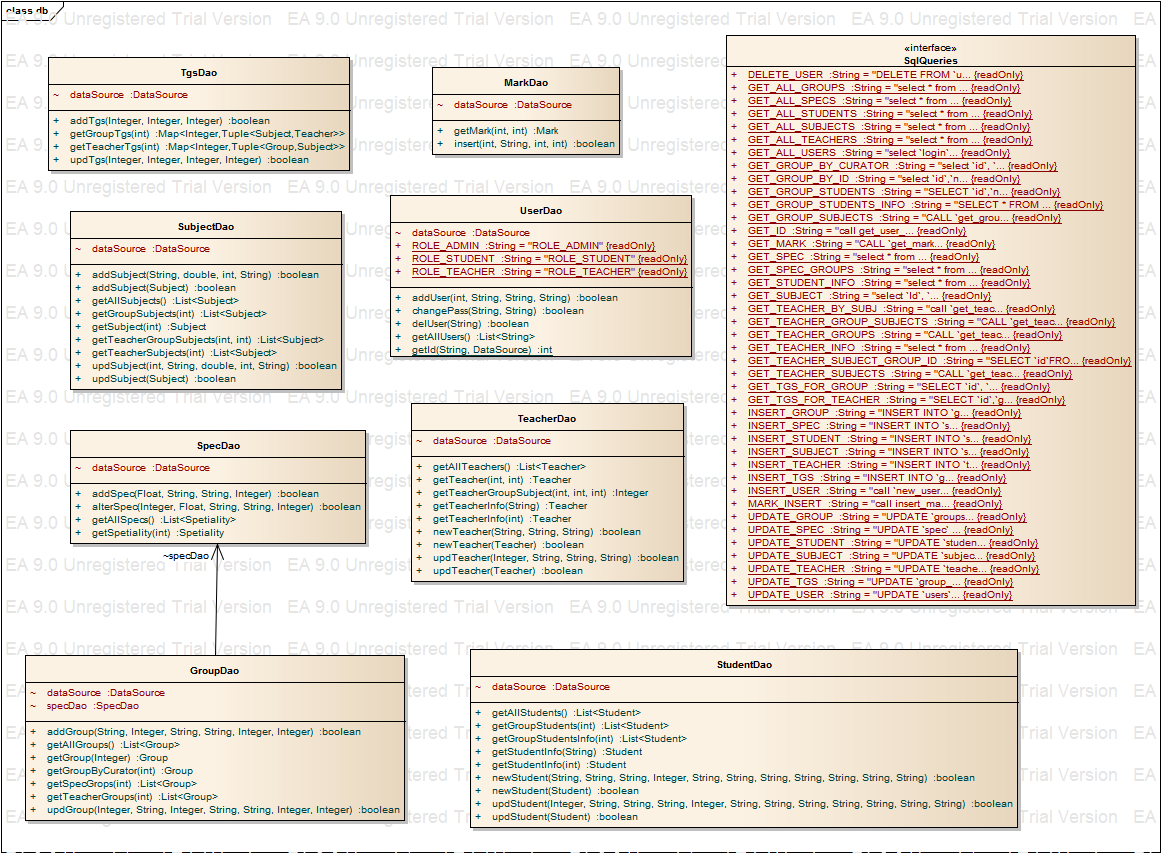 class db
EA 9.0 Unregistered Trial Version
TgsDao
~ dataSource :DataSource
+ addTgs(Integer, Integer, Integer) :boolean
+ getGroupTgs(int) :Map<Integer,Tuple<Subject,Teacher>>
+ getTeacherTgs(int) :Map<Integer,Tuple<Group,Subject>>
+ updTgs(Integer, Integer, Integer, Integer) :boolean
MarkDao
~ dataSource :DataSource
+ getMark(int, int) :Mark
+ insert(int, String, int, int) :boolean
SubjectDao
~ dataSource :DataSource
+ addSubject(String, double, int, String) :boolean
+ addSubject(Subject) :boolean
+ getAllSubjects() :List<Subject>
+ getGroupSubjects(int) :List<Subject>
+ getSubject(int) :Subject
+ getTeacherGroupSubjects(int, int) :List<Subject>
+ getTeacherSubjects(int) :List<Subject>
+ updSubject(int, String, double, int, String) :boolean
+ updSubject(Subject) :boolean
UserDao
~ dataSource :DataSource
+ ROLE_ADMIN :String = "ROLE_ADMIN" {readOnly}
+ ROLE_STUDENT :String = "ROLE_STUDENT" {readOnly}
+ ROLE_TEACHER :String = "ROLE_TEACHER" {readOnly}
+ addUser(int, String, String, String) :boolean
+ changePass(String, String) :boolean
+ delUser(String) :boolean
+ getAllUsers() :List<String>
+ getId(String, DataSource) :int
SpecDao
~ dataSource :DataSource
+ addSpec(Float, String, String, Integer) :boolean
+ alterSpec(Integer, Float, String, String, Integer) :boolean
+ getAllSpecs() :List<Spetiality>
+ getSpetiality(int) :Spetiality
~specDao
TeacherDao
~ dataSource :DataSource
+ getAllTeachers() :List<Teacher>
+ getTeacher(int, int) :Teacher
+ getTeacherGroupSubject(int, int, int) :Integer
+ getTeacherInfo(String) :Teacher
+ getTeacherInfo(int) :Teacher
+ newTeacher(String, String, String) :boolean
+ newTeacher(Teacher) :boolean
+ updTeacher(Integer, String, String, String) :boolean
+ updTeacher(Teacher) :boolean
«interface»
SqlQueries
+ DELETE_USER :String = "DELETE FROM `u... {readOnly}
+ GET_ALL_GROUPS :String = "select * from ... {readOnly}
+ GET_ALL_SPECS :String = "select * from ... {readOnly}
+ GET_ALL_STUDENTS :String = "select * from ... {readOnly}
+ GET_ALL_SUBJECTS :String = "select * from ... {readOnly}
+ GET_ALL_TEACHERS :String = "select * from ... {readOnly}
+ GET_ALL_USERS :String = "select `login`... {readOnly}
+ GET_GROUP_BY_CURATOR :String = "select `id`, `... {readOnly}
+ GET_GROUP_BY_ID :String = "select `id`,`n... {readOnly}
+ GET_GROUP_STUDENTS :String = "SELECT `id`,`n... {readOnly}
+ GET_GROUP_STUDENTS_INFO :String = "SELECT * FROM ... {readOnly}
+ GET_GROUP_SUBJECTS :String = "CALL `get_grou... {readOnly}
+ GET_ID :String = "call get_user_... {readOnly}
+ GET_MARK :String = "CALL `get_mark... {readOnly}
+ GET_SPEC :String = "select * from ... {readOnly}
+ GET_SPEC_GROUPS :String = "select * from ... {readOnly}
+ GET_STUDENT_INFO :String = "select * from ... {readOnly}
+ GET_SUBJECT :String = "select `Id`, `... {readOnly}
+ GET_TEACHER_BY_SUBJ :String = "call `get_teac... {readOnly}
+ GET_TEACHER_GROUP_SUBJECTS :String = "CALL `get_teac... {readOnly}
+ GET_TEACHER_GROUPS :String = "CALL `get_teac... {readOnly}
+ GET_TEACHER_INFO :String = "select * from ... {readOnly}
+ GET_TEACHER_SUBJECT_GROUP_ID :String = "SELECT `id`FRO... {readOnly}
+ GET_TEACHER_SUBJECTS :String = "CALL `get_teac... {readOnly}
+ GET_TGS_FOR_GROUP :String = "SELECT `id`, `... {readOnly}
+ GET_TGS_FOR_TEACHER :String = "SELECT `id`,`g... {readOnly}
+ INSERT_GROUP :String = "INSERT INTO `g... {readOnly}
+ INSERT_SPEC :String = "INSERT INTO `s... {readOnly}
+ INSERT_STUDENT :String = "INSERT INTO `s... {readOnly}
+ INSERT_SUBJECT :String = "INSERT INTO `s... {readOnly}
+ INSERT_TEACHER :String = "INSERT INTO `t... {readOnly}
+ INSERT_TGS :String = "INSERT INTO `g... {readOnly}
+ INSERT_USER :String = "call `new_user... {readOnly}
+ MARK_INSERT :String = "call insert_ma... {readOnly}
+ UPDATE_GROUP :String = "UPDATE `groups... {readOnly}
+ UPDATE_SPEC :String = "UPDATE `spec` ... {readOnly}
+ UPDATE_STUDENT :String = "UPDATE `studen... {readOnly}
+ UPDATE_SUBJECT :String = "UPDATE `subjec... {readOnly}
+ UPDATE_TEACHER :String = "UPDATE `teache... {readOnly}
+ UPDATE_TGS :String = "UPDATE `group_... {readOnly}
+ UPDATE_USER :String = "UPDATE `users`... {readOnly}
GroupDao
~ dataSource :DataSource
~ specDao :SpecDao
+ addGroup(String, Integer, String, String, Integer, Integer) :boolean
+ getAllGroups() :List<Group>
+ getGroup(Integer) :Group
+ getGroupByCurator(int) :Group
+ getSpecGrops(int) :List<Group>
+ getTeacherGroups(int) :List<Group>
+ updGroup(Integer, String, Integer, String, String, Integer, Integer) :boolean
StudentDao
~ dataSource :DataSource
+ getAllStudents() :List<Student>
+ getGroupStudents(int) :List<Student>
+ getGroupStudentsInfo(int) :List<Student>
+ getStudentInfo(String) :Student
+ getStudentInfo(int) :Student
+ newStudent(String, String, String, Integer, String, String, String, String, String, String, String) :boolean
+ newStudent(Student) :boolean
+ updStudent(Integer, String, String, String, Integer, String, String, String, String, String, String, String) :boolean
+ updStudent(Student) :boolean